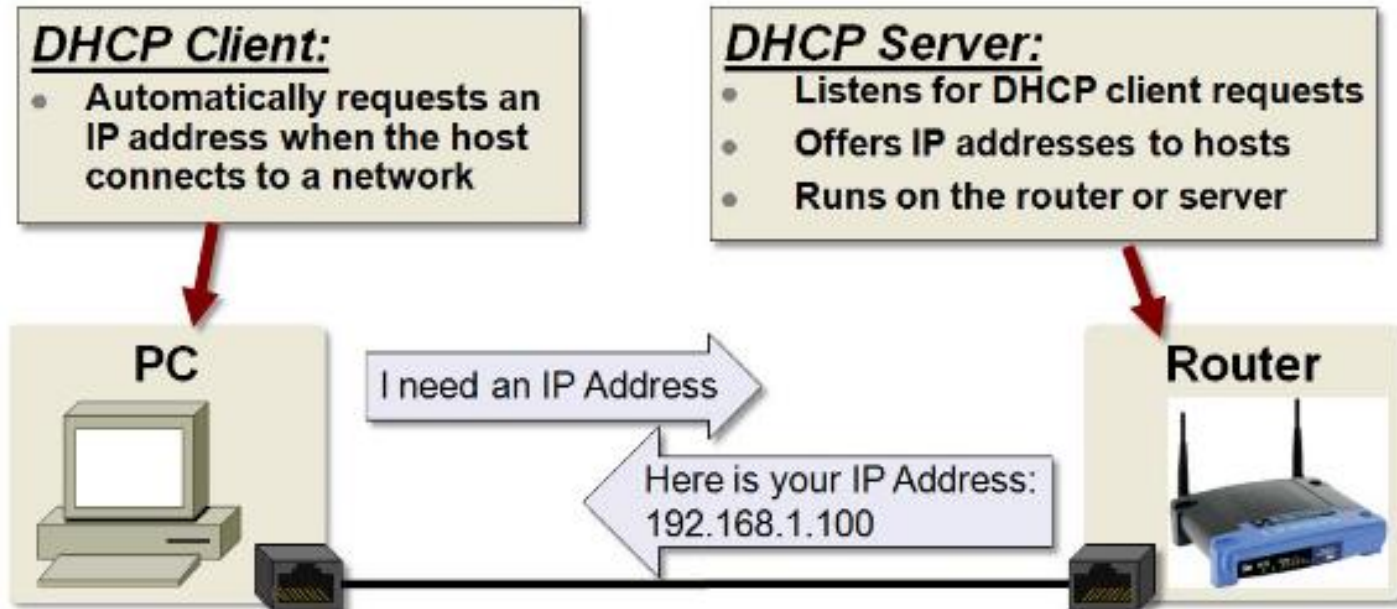 DHCP Client:
• Automatically requests an
IP address when the host
connects to a network
DHCP Server:
• Listens for DHCP client requests
• Offers IP addresses to hosts
• Runs on the router or server
PC
I need an IP Address
Router
Here is your IP Address:
192.168.1.100